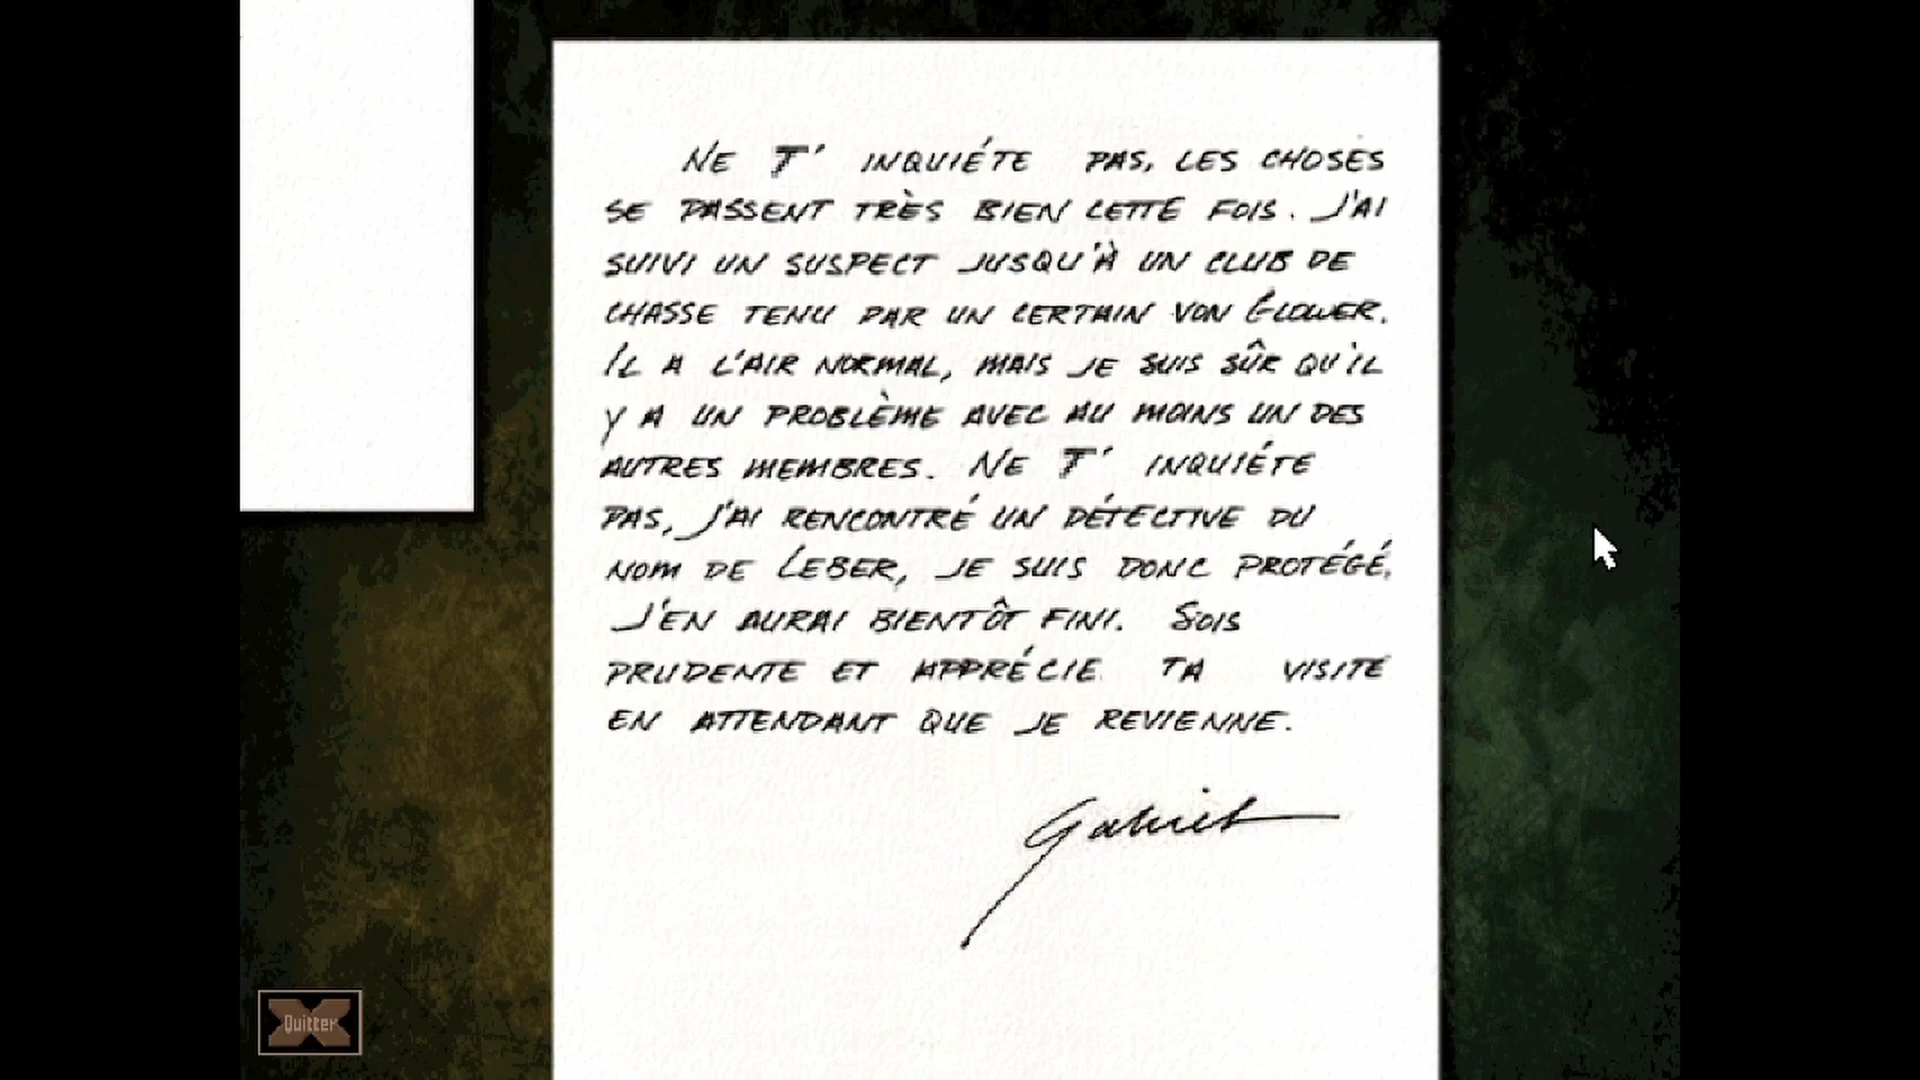 NE T' INQUIÉTE PAS, LES CHOSES
SE PASSENT TRÈS BIEN CETTE FOIS. J'AI
SUIVI UN SUSPECT JUSQU'À UN CLUB DE
CHASSE TENU PAR UN CERTAIN VON GLOWER.
IL A L'AIR NORMAL, MAIS JE SUIS SÛR QU'IL
Y A UN PROBLÈME AVEC AU MOINS UN DES
AUTRES MEMBRES. NE T' INQUIÉTE
PAS, J'AI RENCONTRÉ UN DÉTECTIVE DU
NOM DE LEBER, JE SUIS DONC PROTÉGÉ.
J'EN AURAI BIENTÔT FINI. SOIS
PRUDENTE ET APPRÉCIE TA VISITE
EN ATTENDANT QUE JE REVIENNE.
Gabriel
Quitter